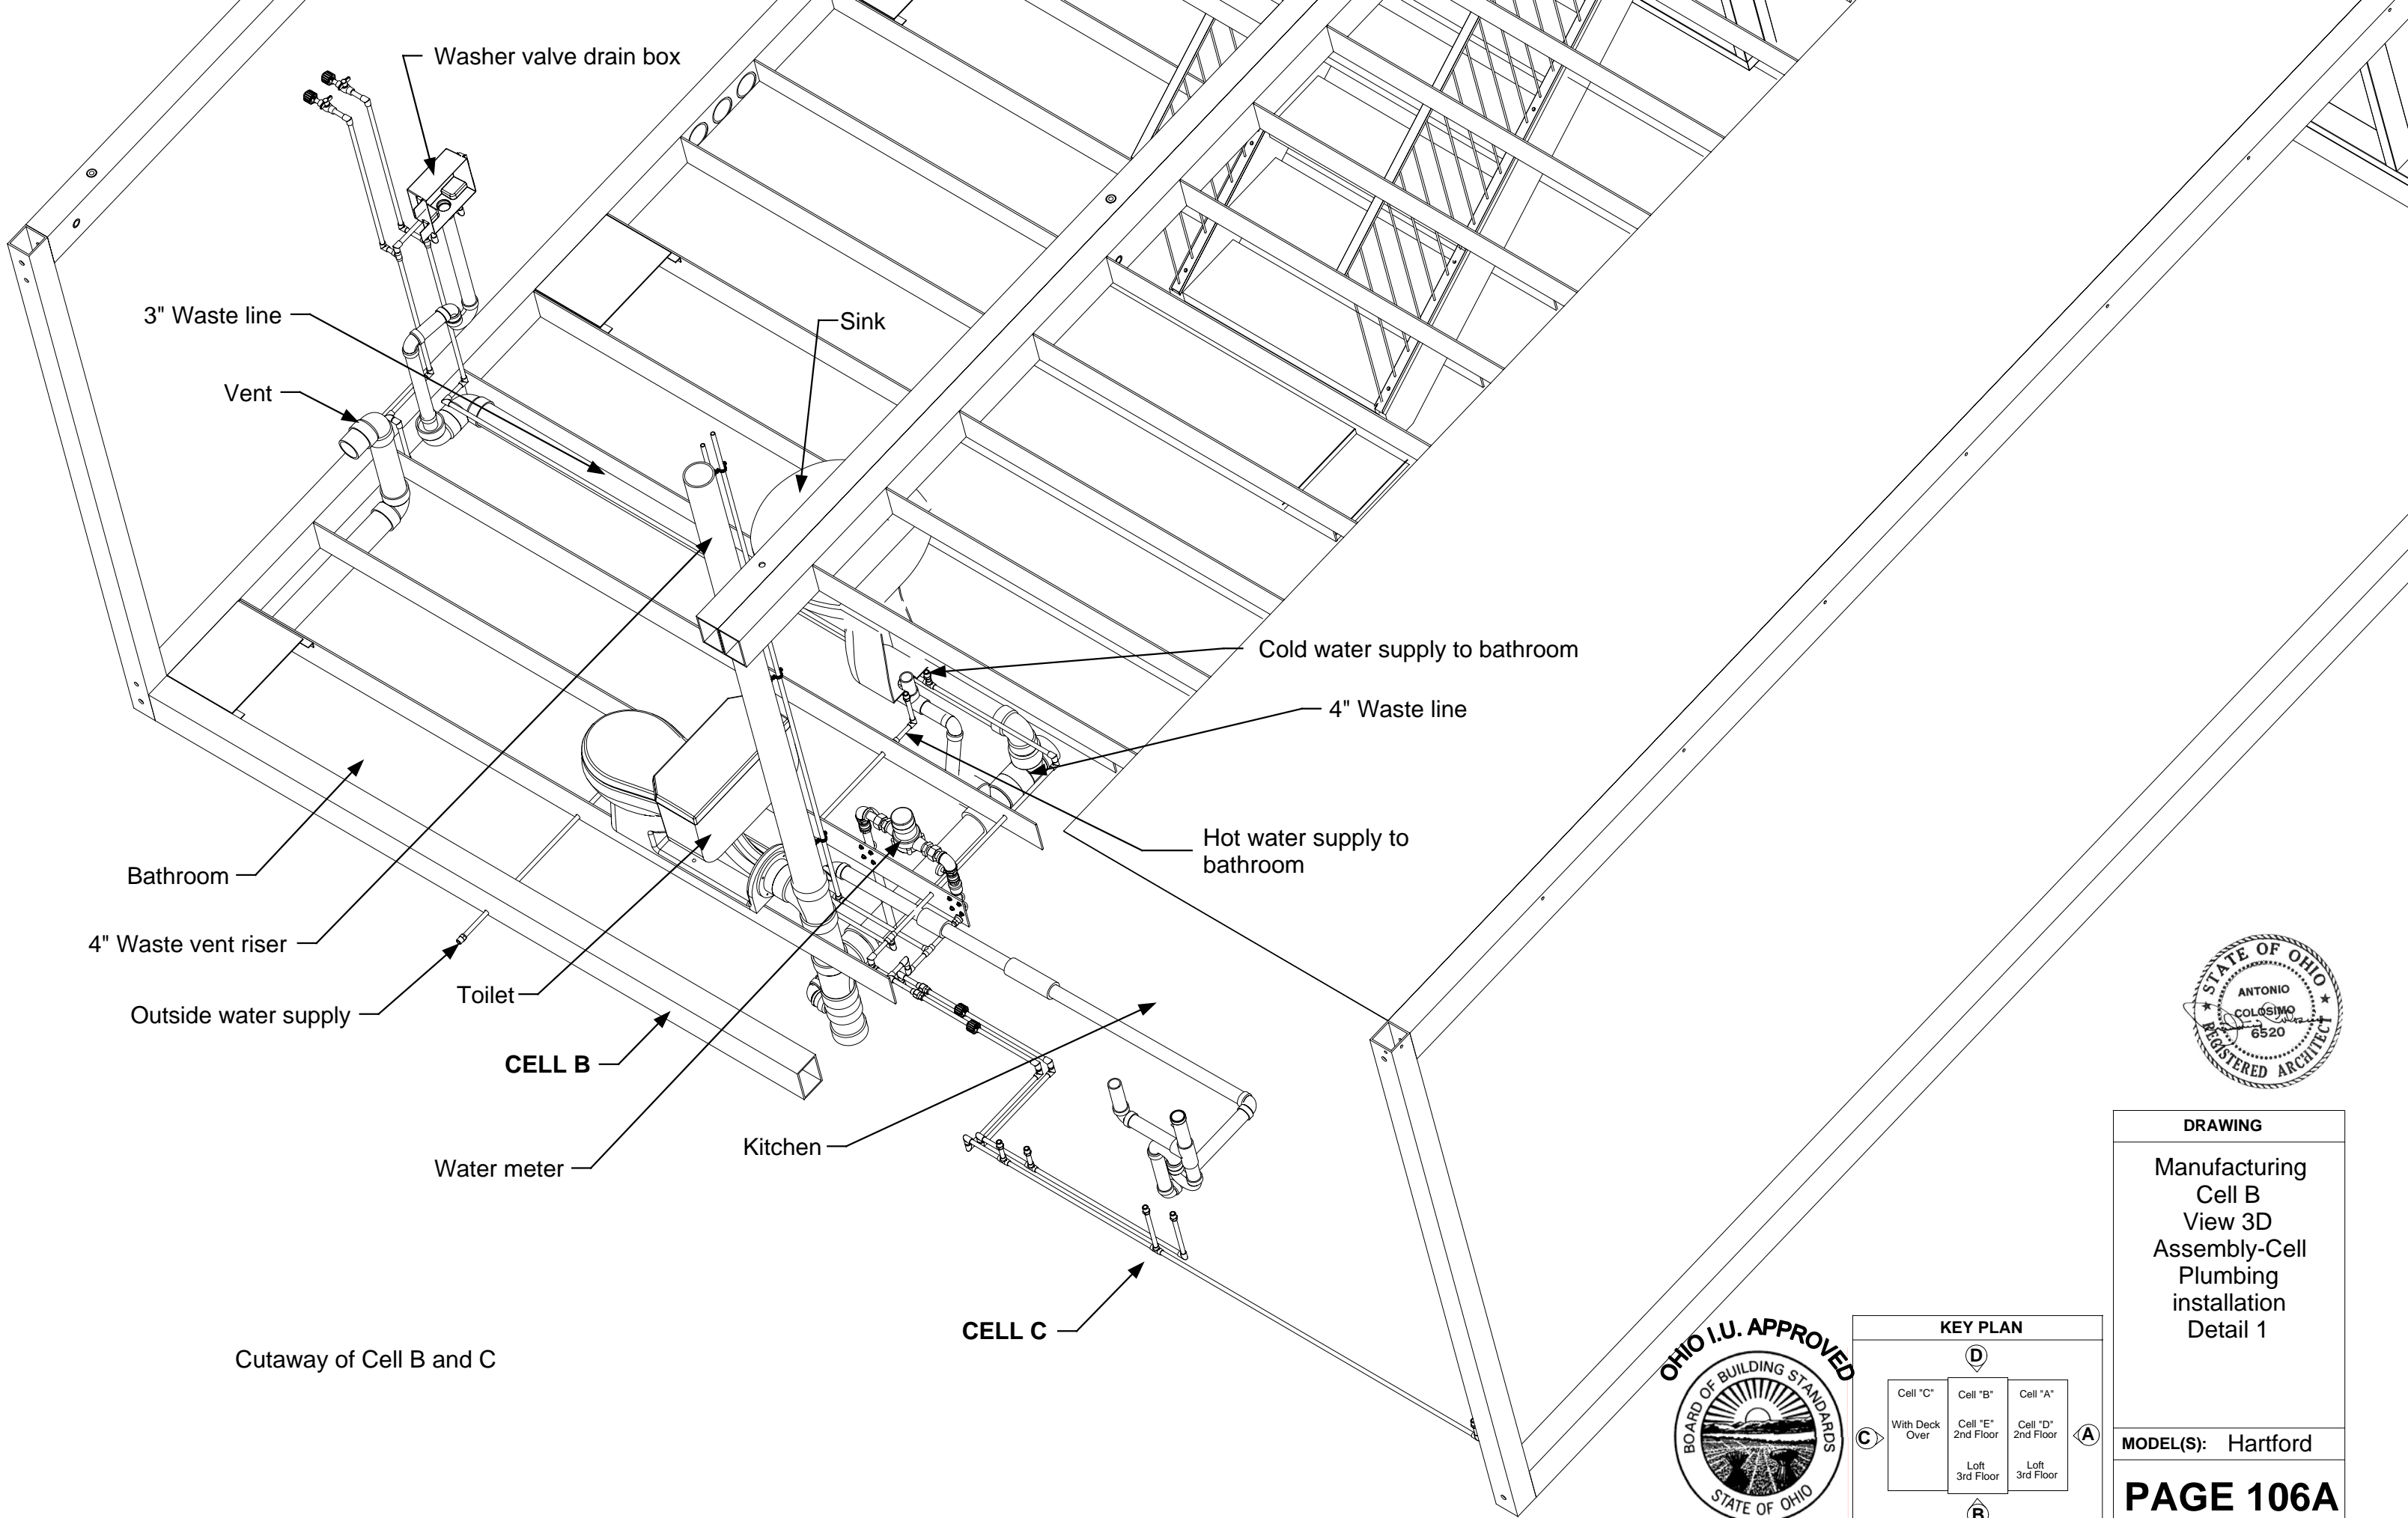 Washer valve drain box
3" Waste line
Sink
Vent
Cold water supply to bathroom
4" Waste line
Hot water supply to
bathroom
Bathroom
4" Waste vent riser
Outside water supply
Toilet
CELL B
Water meter
Kitchen
CELL C
Cutaway of Cell B and C
STATE OF OHIO
ANTONIO
COLOSIMO
6520
REGISTERED ARCHITECT
DRAWING
Manufacturing
Cell B
View 3D
Assembly-Cell
Plumbing
installation
Detail 1
MODEL(S): Hartford
PAGE 106A
OHIO I.U. APPROVED
BOARD OF BUILDING STANDARDS
STATE OF OHIO
KEY PLAN
D
Cell "C" Cell "B" Cell "A"
With Deck Cell "E" Cell "D"
Over 2nd Floor 2nd Floor
C A
Loft Loft
3rd Floor 3rd Floor
B